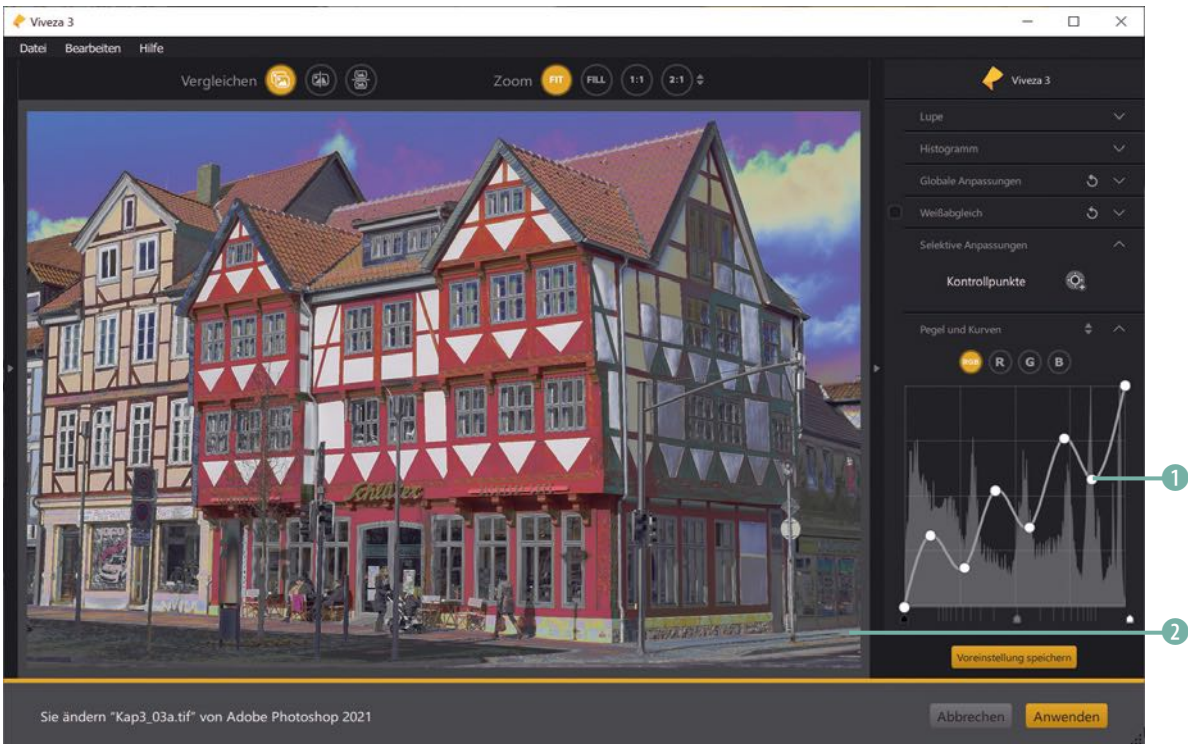 Viveza 3
Datei Bearbeiten Hilfe
Vergleichen Zoom FIT FILL 1:1 2:1
Viveza 3
Lupe
Histogramm
Globale Anpassungen
Weißabgleich
Selektive Anpassungen
Kontrollpunkte
Pegel und Kurven
RGB R G B
1
Schlüter
2
Voreinstellung speichern
Sie ändern "Kap3_03a.tif" von Adobe Photoshop 2021
Abbrechen Anwenden